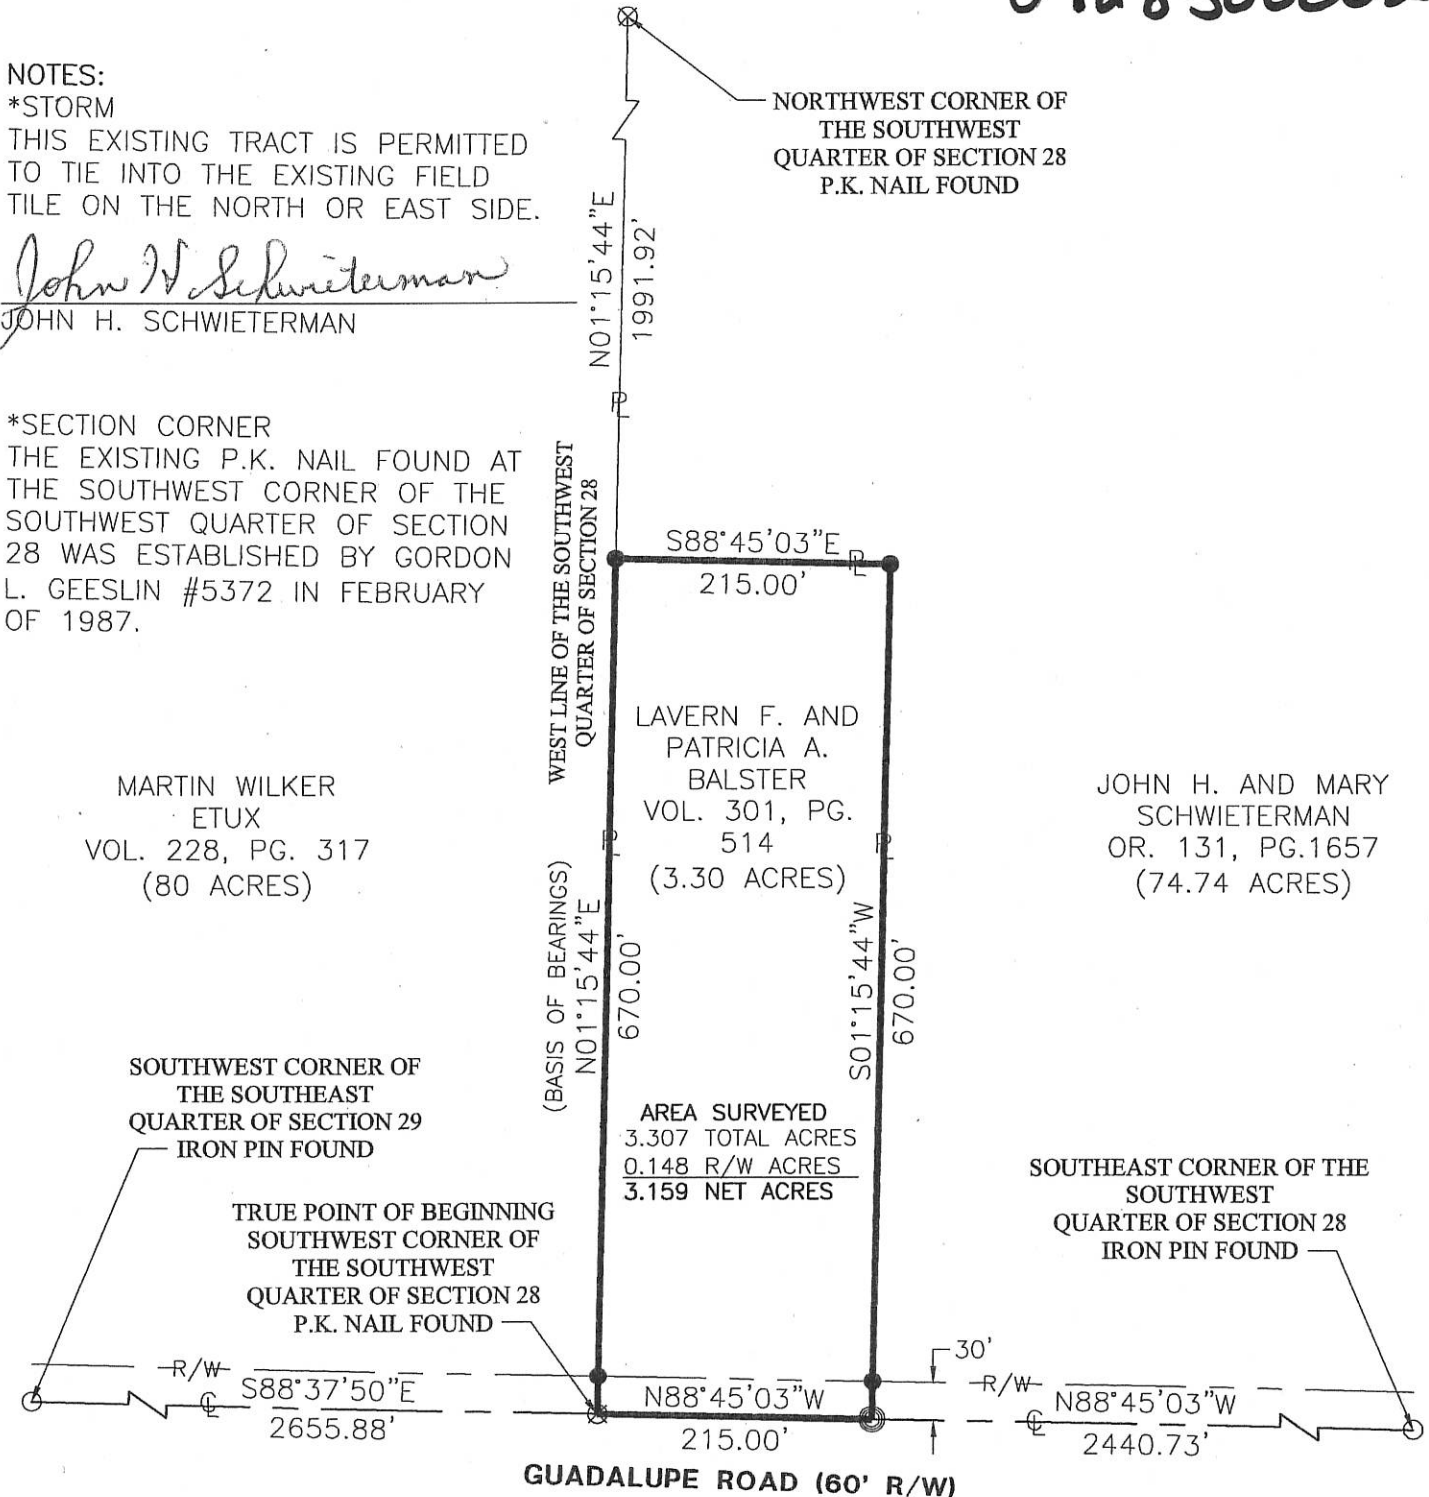 NOTES:
*STORM
THIS EXISTING TRACT IS PERMITTED
TO TIE INTO THE EXISTING FIELD
TILE ON THE NORTH OR EAST SIDE.
John H. Schwieterman
JOHN H. SCHWIETERMAN
*SECTION CORNER
THE EXISTING P.K. NAIL FOUND AT
THE SOUTHWEST CORNER OF THE
SOUTHWEST QUARTER OF SECTION
28 WAS ESTABLISHED BY GORDON
L. GEESLIN #5372 IN FEBRUARY
OF 1987.
NORTHWEST CORNER OF
THE SOUTHWEST
QUARTER OF SECTION 28
P.K. NAIL FOUND
N01°15'44"E
1991.92'
PL
WEST LINE OF THE SOUTHWEST
QUARTER OF SECTION 28
S88°45'03"E
PL
215.00'
MARTIN WILKER
ETUX
VOL. 228, PG. 317
(80 ACRES)
LAVERN F. AND
PATRICIA A.
BALSTER
VOL. 301, PG.
514
(3.30 ACRES)
PL
PL
JOHN H. AND MARY
SCHWIETERMAN
OR. 131, PG.1657
(74.74 ACRES)
(BASIS OF BEARINGS)
N01°15'44"E
670.00'
S01°15'44"W
670.00'
AREA SURVEYED
3.307 TOTAL ACRES
0.148 R/W ACRES
3.159 NET ACRES
SOUTHWEST CORNER OF
THE SOUTHEAST
QUARTER OF SECTION 29
IRON PIN FOUND
TRUE POINT OF BEGINNING
SOUTHWEST CORNER OF
THE SOUTHWEST
QUARTER OF SECTION 28
P.K. NAIL FOUND
SOUTHEAST CORNER OF THE
SOUTHWEST
QUARTER OF SECTION 28
IRON PIN FOUND
30'
R/W
R/W
S88°37'50"E
CL
2655.88'
N88°45'03"W
215.00'
N88°45'03"W
CL
2440.73'
GUADALUPE ROAD (60' R/W)